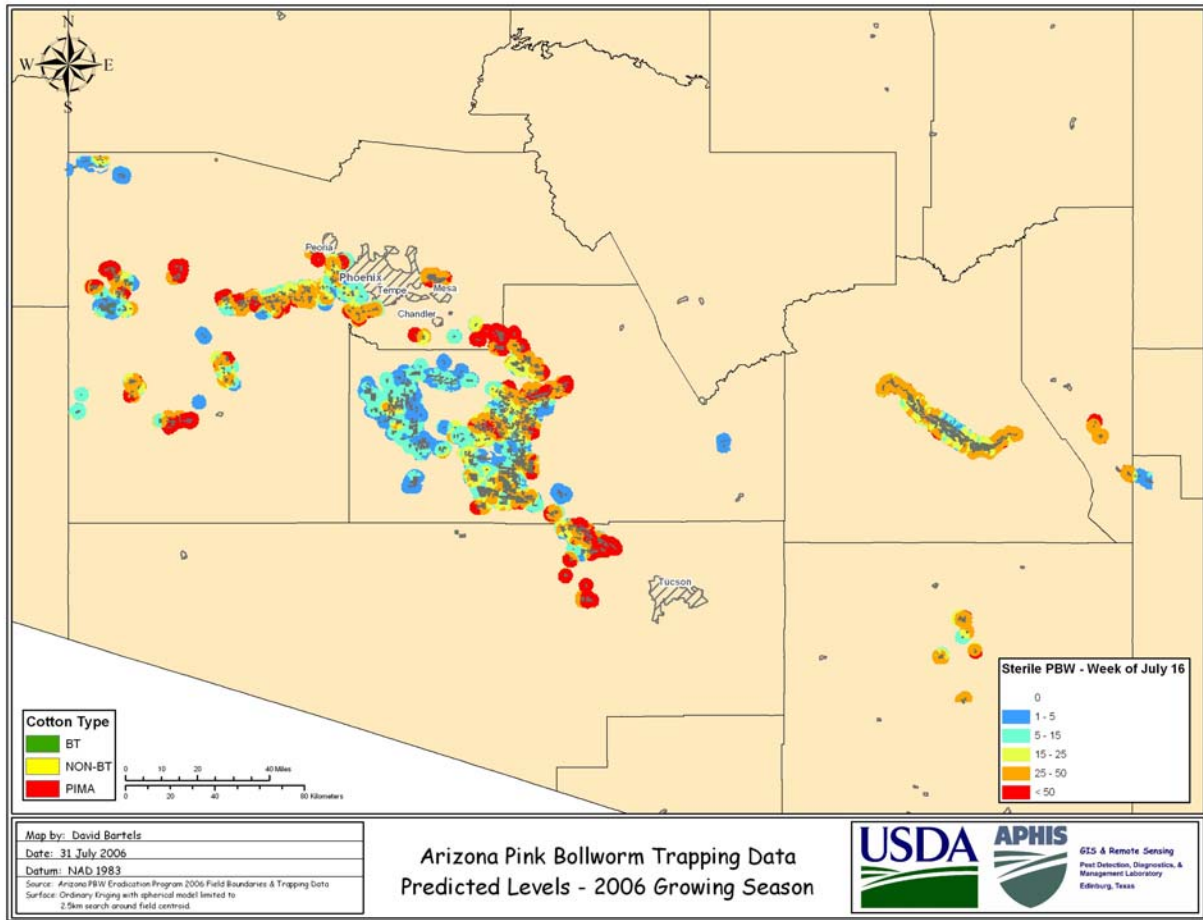 N
W E
S
Peoria
Phoenix
Tempe
Mesa
Chandler
Tucson
Cotton Type
BT
NON-BT
PIMA
0 10 20 40 Miles
0 20 40 80 Kilometers
Sterile PBW - Week of July 16
0
1 - 5
5 - 15
15 - 25
25 - 50
< 50
Map by: David Bartels
Date: 31 July 2006
Datum: NAD 1983
Source: Arizona PBW Eradication Program 2006 Field Boundaries & Trapping Data
Surface: Ordinary Kriging with spherical model limited to
2.5km search around field centroid.
Arizona Pink Bollworm Trapping Data
Predicted Levels - 2006 Growing Season
USDA
APHIS
GIS & Remote Sensing
Pest Detection, Diagnostics, &
Management Laboratory
Edinburg, Texas